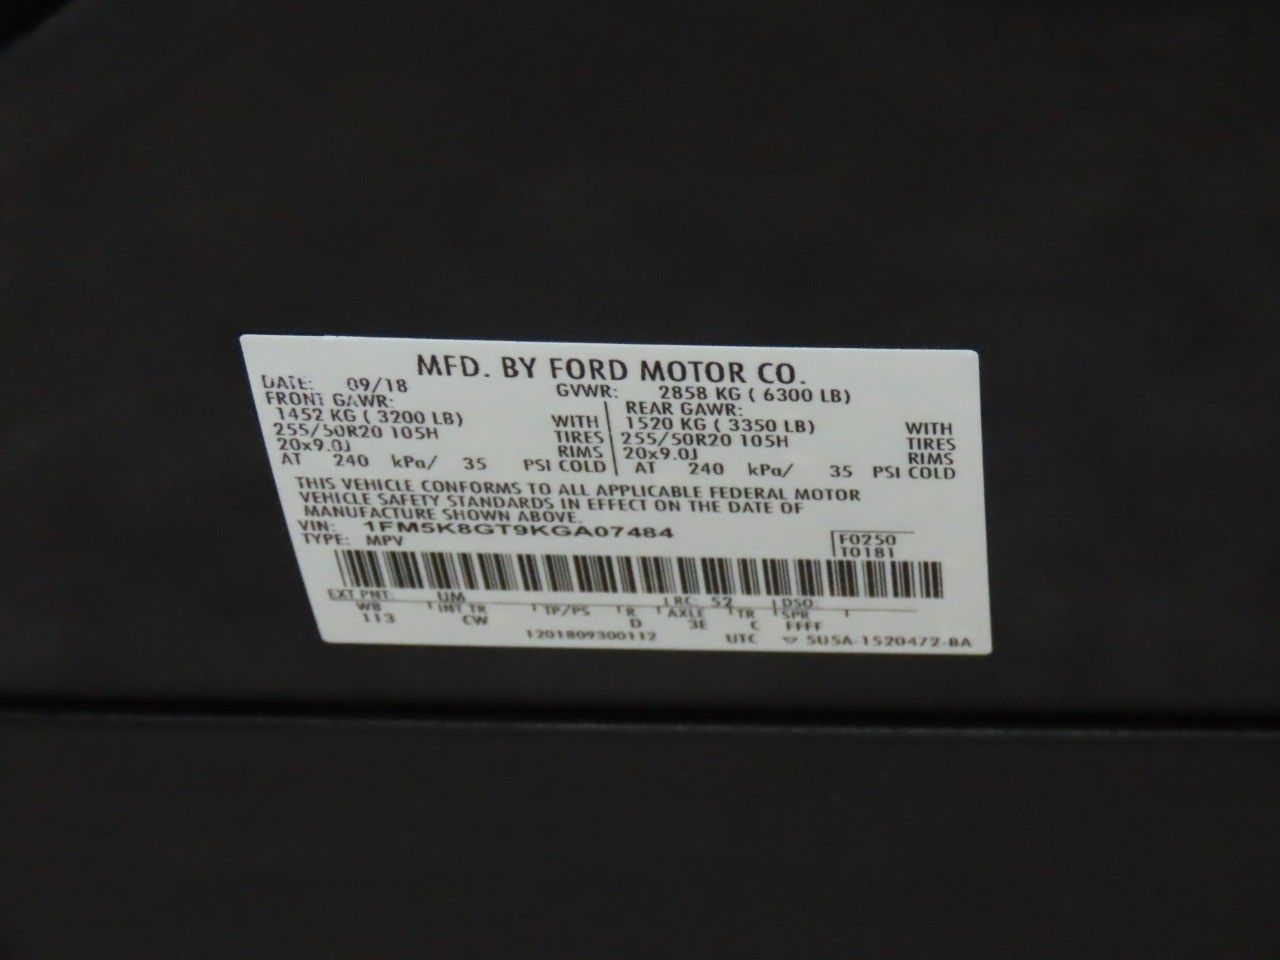 MFD. BY FORD MOTOR CO.
DATE: 09/18 GVWR: 2858 KG ( 6300 LB)
FRONT GAWR: REAR GAWR:
1452 KG ( 3200 LB) WITH 1520 KG ( 3350 LB) WITH
255/50R20 105H TIRES 255/50R20 105H TIRES
20x9.0J RIMS 20x9.0J RIMS
AT 240 kPa/ 35 PSI COLD AT 240 kPa/ 35 PSI COLD
THIS VEHICLE CONFORMS TO ALL APPLICABLE FEDERAL MOTOR
VEHICLE SAFETY STANDARDS IN EFFECT ON THE DATE OF
MANUFACTURE SHOWN ABOVE.
VIN: 1FM5K8GT9KGA07484 F0250
TYPE: MPV T0181
EXT PNT: UM RC: 52 DSO:
WB INT TR TP/PS R AXLE TR SPR
113 CW D 3E C FFFF
1201809300112 UTC 5U5A-1520472-BA